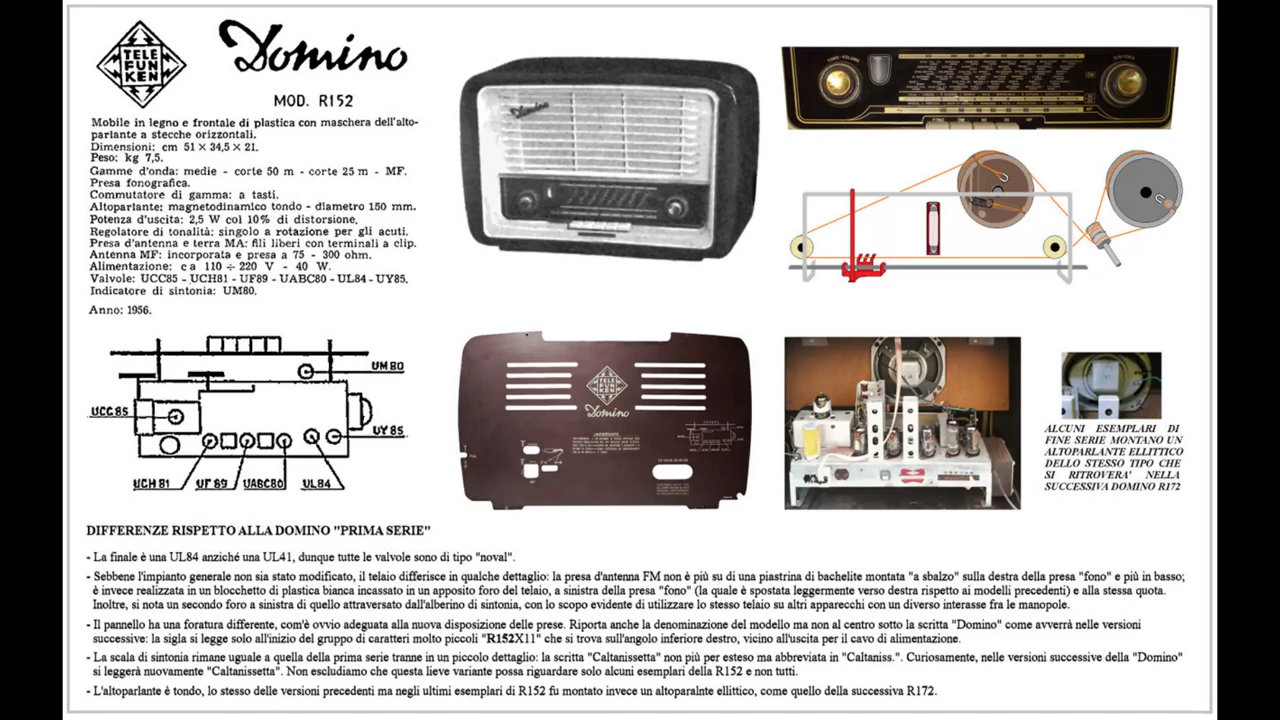 TELE
FUN
KEN
Domino
MOD. R152
Mobile in legno e frontale di plastica con maschera dell'alto-
parlante a stecche orizzontali.
Dimensioni: cm 51 × 34,5 × 21.
Peso: kg 7,5.
Gamme d'onda: medie - corte 50 m - corte 25 m - MF.
Presa fonografica.
Commutatore di gamma: a tasti.
Altoparlante: magnetodinamico tondo - diametro 150 mm.
Potenza d'uscita: 2,5 W col 10% di distorsione.
Regolatore di tonalità: singolo a rotazione per gli acuti.
Presa d'antenna e terra MA: fili liberi con terminali a clip.
Antenna MF: incorporata e presa a 75 - 300 ohm.
Alimentazione: c a 110 ÷ 220 V - 40 W.
Valvole: UCC85 - UCH81 - UF89 - UABC80 - UL84 - UY85.
Indicatore di sintonia: UM80.
Anno: 1956.
Domino
UM80
UCC85
UY85
UCH81
UF89
UABC80
UL84
TELE
FUN
KEN
Domino
IMPORTANTE
ALCUNI ESEMPLARI DI
FINE SERIE MONTANO UN
ALTOPARLANTE ELLITTICO
DELLO STESSO TIPO CHE
SI RITROVERA' NELLA
SUCCESSIVA DOMINO R172
DIFFERENZE RISPETTO ALLA DOMINO "PRIMA SERIE"
- La finale è una UL84 anziché una UL41, dunque tutte le valvole sono di tipo "noval".
- Sebbene l'impianto generale non sia stato modificato, il telaio differisce in qualche dettaglio: la presa d'antenna FM non è più su di una piastrina di bachelite montata "a sbalzo" sulla destra della presa "fono" e più in basso;
è invece realizzata in un blocchetto di plastica bianca incassato in un apposito foro del telaio, a sinistra della presa "fono" (la quale è spostata leggermente verso destra rispetto ai modelli precedenti) e alla stessa quota.
Inoltre, si nota un secondo foro a sinistra di quello attraversato dall'alberino di sintonia, con lo scopo evidente di utilizzare lo stesso telaio su altri apparecchi con un diverso interasse fra le manopole.
- Il pannello ha una foratura differente, com'è ovvio adeguata alla nuova disposizione delle prese. Riporta anche la denominazione del modello ma non al centro sotto la scritta "Domino" come avverrà nelle versioni
successive: la sigla si legge solo all'inizio del gruppo di caratteri molto piccoli "R152X11" che si trova sull'angolo inferiore destro, vicino all'uscita per il cavo di alimentazione.
- La scala di sintonia rimane uguale a quella della prima serie tranne in un piccolo dettaglio: la scritta "Caltanissetta" non più per esteso ma abbreviata in "Caltaniss.". Curiosamente, nelle versioni successive della "Domino"
si leggerà nuovamente "Caltanissetta". Non escludiamo che questa lieve variante possa riguardare solo alcuni esemplari della R152 e non tutti.
- L'altoparlante è tondo, lo stesso delle versioni precedenti ma negli ultimi esemplari di R152 fu montato invece un altoparalnte ellittico, come quello della successiva R172.